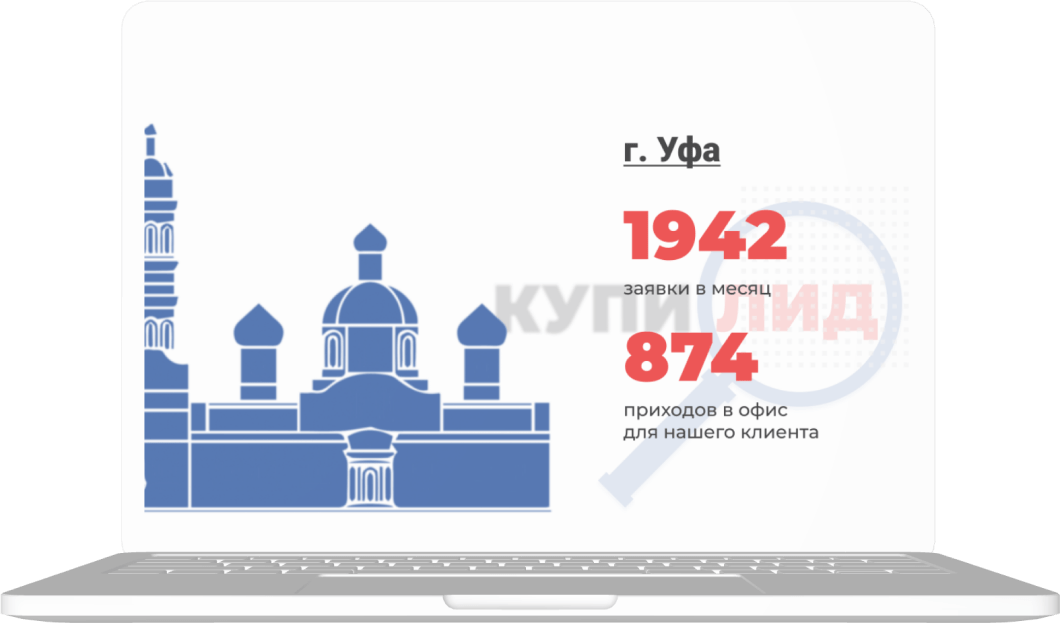 г. Уфа
1942
заявки в месяц
КУПИ ЛИД
874
приходов в офис
для нашего клиента